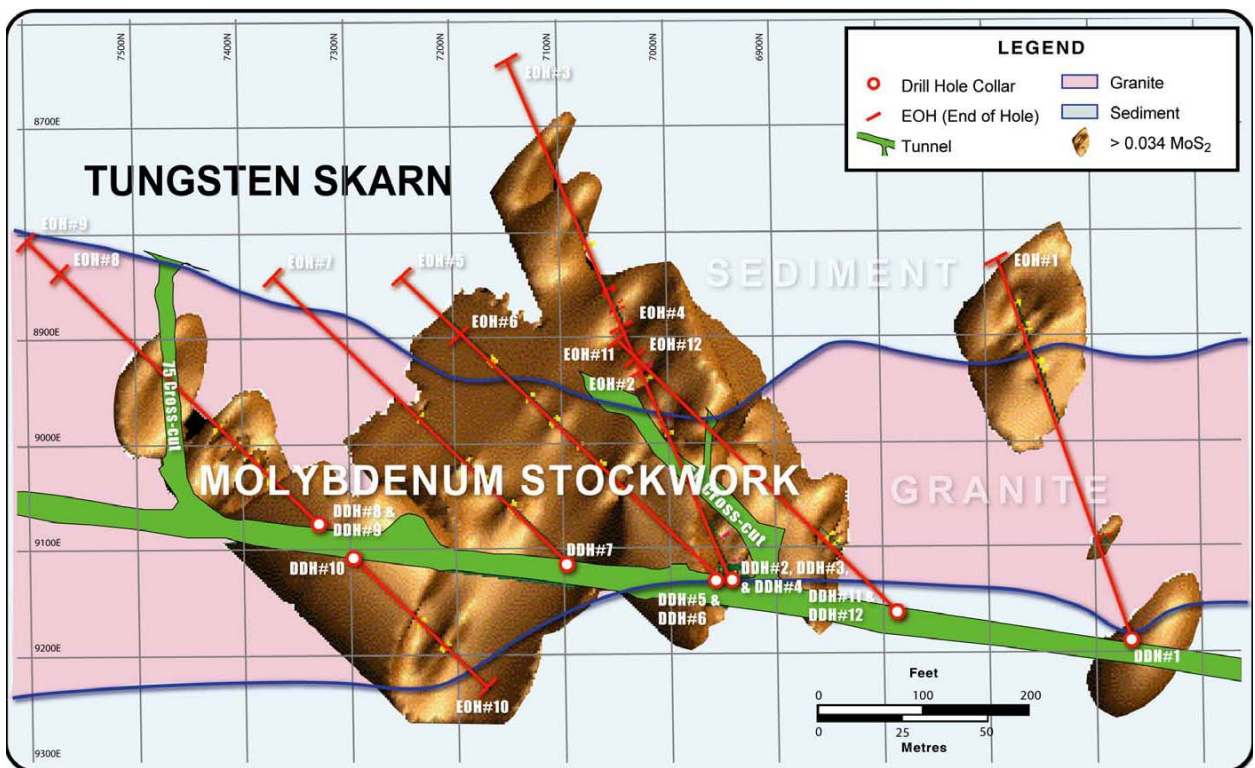 7500N
7400N
7300N
7200N
7100N
7000N
6900N
LEGEND
Drill Hole Collar
EOH (End of Hole)
Tunnel
Granite
Sediment
> 0.034 MoS₂
EOH#3
8700E
TUNGSTEN SKARN
EOH#9
EOH#8
EOH#7
EOH#5
SEDIMENT
EOH#1
EOH#6
EOH#4
8900E
EOH#11
EOH#12
EOH#2
75 Cross-cut
9000E
MOLYBDENUM STOCKWORK
GRANITE
cross-cut
DDH#8 &
DDH#9
9100E
DDH#10
DDH#7
DDH#2, DDH#3,
& DDH#4
DDH#5 &
DDH#6
DDH#11 &
DDH#12
DDH#1
9200E
EOH#10
Feet
0 100 200
0 25 50
Metres
9300E